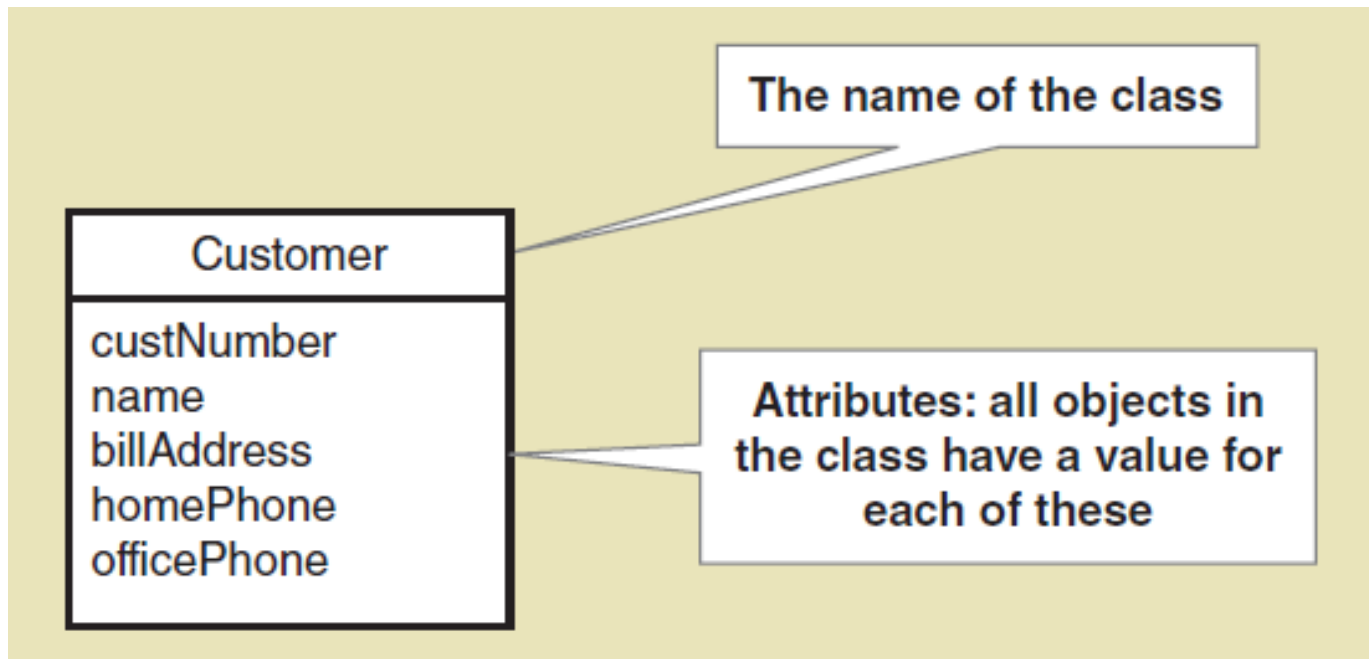 The name of the class
Customer
custNumber
name
billAddress
homePhone
officePhone
Attributes: all objects in
the class have a value for
each of these